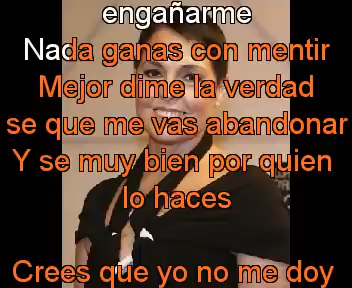 engañarme
Nada ganas con mentir
Mejor dime la verdad
se que me vas abandonar
Y se muy bien por quien
lo haces
Crees que yo no me doy